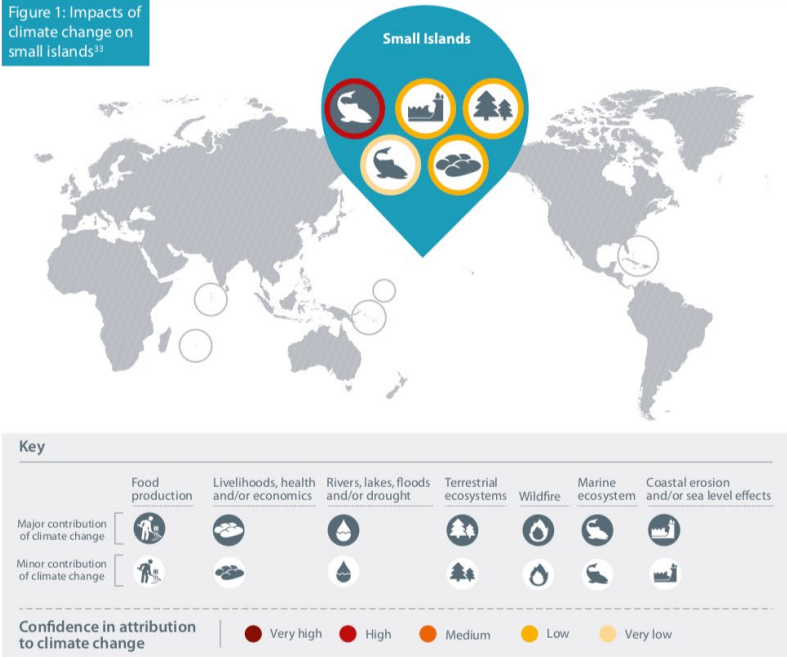 Figure 1: Impacts of
climate change on
small islands³³
Small Islands
Key
Food
production
Livelihoods, health
and/or economics
Rivers, lakes, floods
and/or drought
Terrestrial
ecosystems
Wildfire
Marine
ecosystem
Coastal erosion
and/or sea level effects
Major contribution
of climate change
Minor contribution
of climate change
Confidence in attribution
to climate change
Very high
High
Medium
Low
Very low